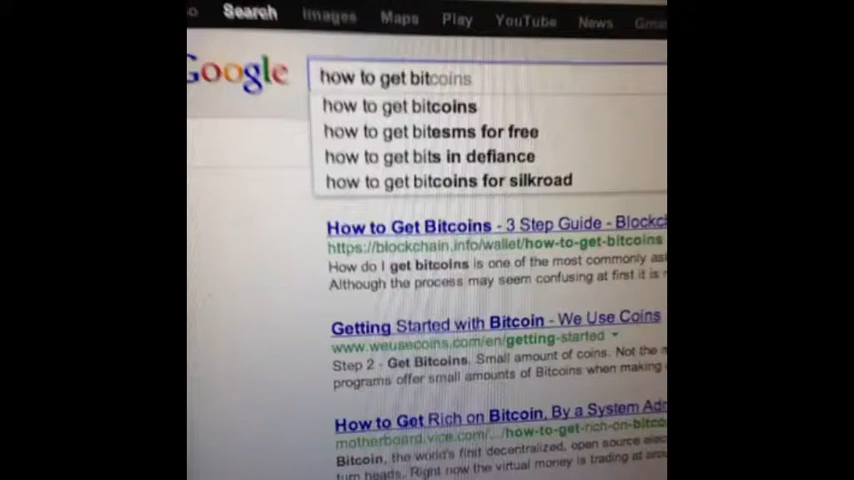 Search Images Maps Play YouTube News
Google
how to get bitcoins
how to get bitcoins
how to get bitesms for free
how to get bits in defiance
how to get bitcoins for silkroad
How to Get Bitcoins - 3 Step Guide - Blockch
https://blockchain.info/wallet/how-to-get-bitcoins
How do I get bitcoins is one of the most commonly as
Although the process may seem confusing at first it is
Getting Started with Bitcoin - We Use Coins
www.weusecoins.com/en/getting-started
Step 2 - Get Bitcoins. Small amount of coins. Not the
programs offer small amounts of Bitcoins when making
How to Get Rich on Bitcoin, By a System Adm
motherboard.vice.com/.../how-to-get-rich-on-bitco
Bitcoin, the world's first decentralized, open source elec
turn heads. Right now the virtual money is trading at